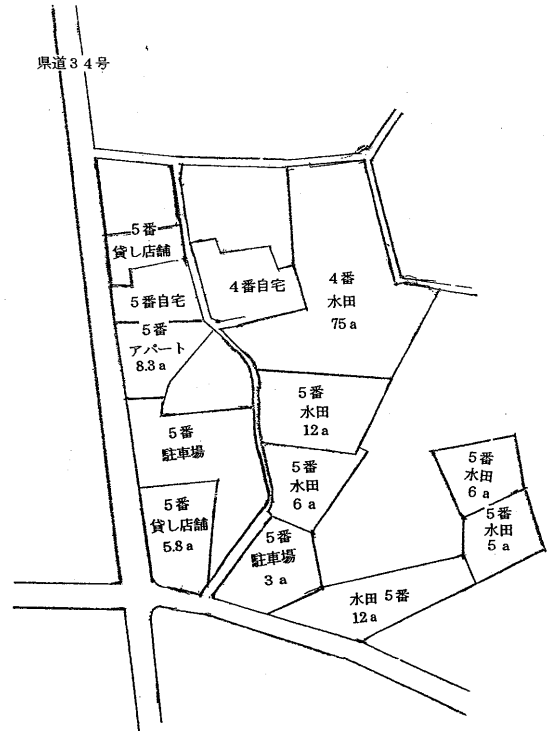 県道34号
5番
貸し店舗
5番自宅
4番自宅
4番
水田
75a
5番
アパート
8.3a
5番
水田
12a
5番
駐車場
5番
水田
6a
5番
水田
6a
5番
貸し店舗
5.8a
5番
水田
5a
5番
駐車場
3a
水田 5番
12a